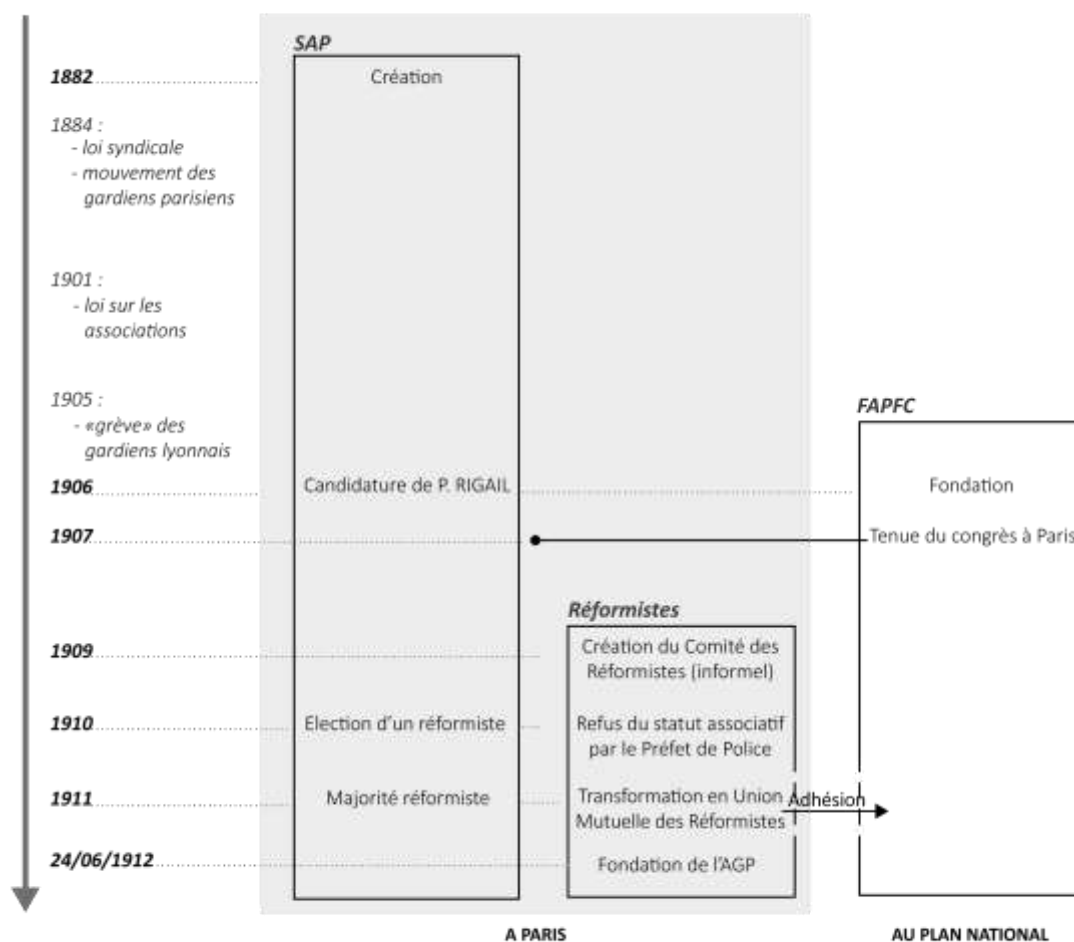 SAP
1882
Création
1884 :
- loi syndicale
- mouvement des
gardiens parisiens
1901 :
- loi sur les
associations
1905 :
- «grève» des
gardiens lyonnais
FAPFC
1906
Candidature de P. RIGAIL
Fondation
1907
Tenue du congrès à Paris
Réformistes
1909
Création du Comité des
Réformistes (informel)
1910
Election d'un réformiste
Refus du statut associatif
par le Préfet de Police
1911
Majorité réformiste
Transformation en Union
Mutuelle des Réformistes
Adhésion
24/06/1912
Fondation de l'AGP
A PARIS
AU PLAN NATIONAL